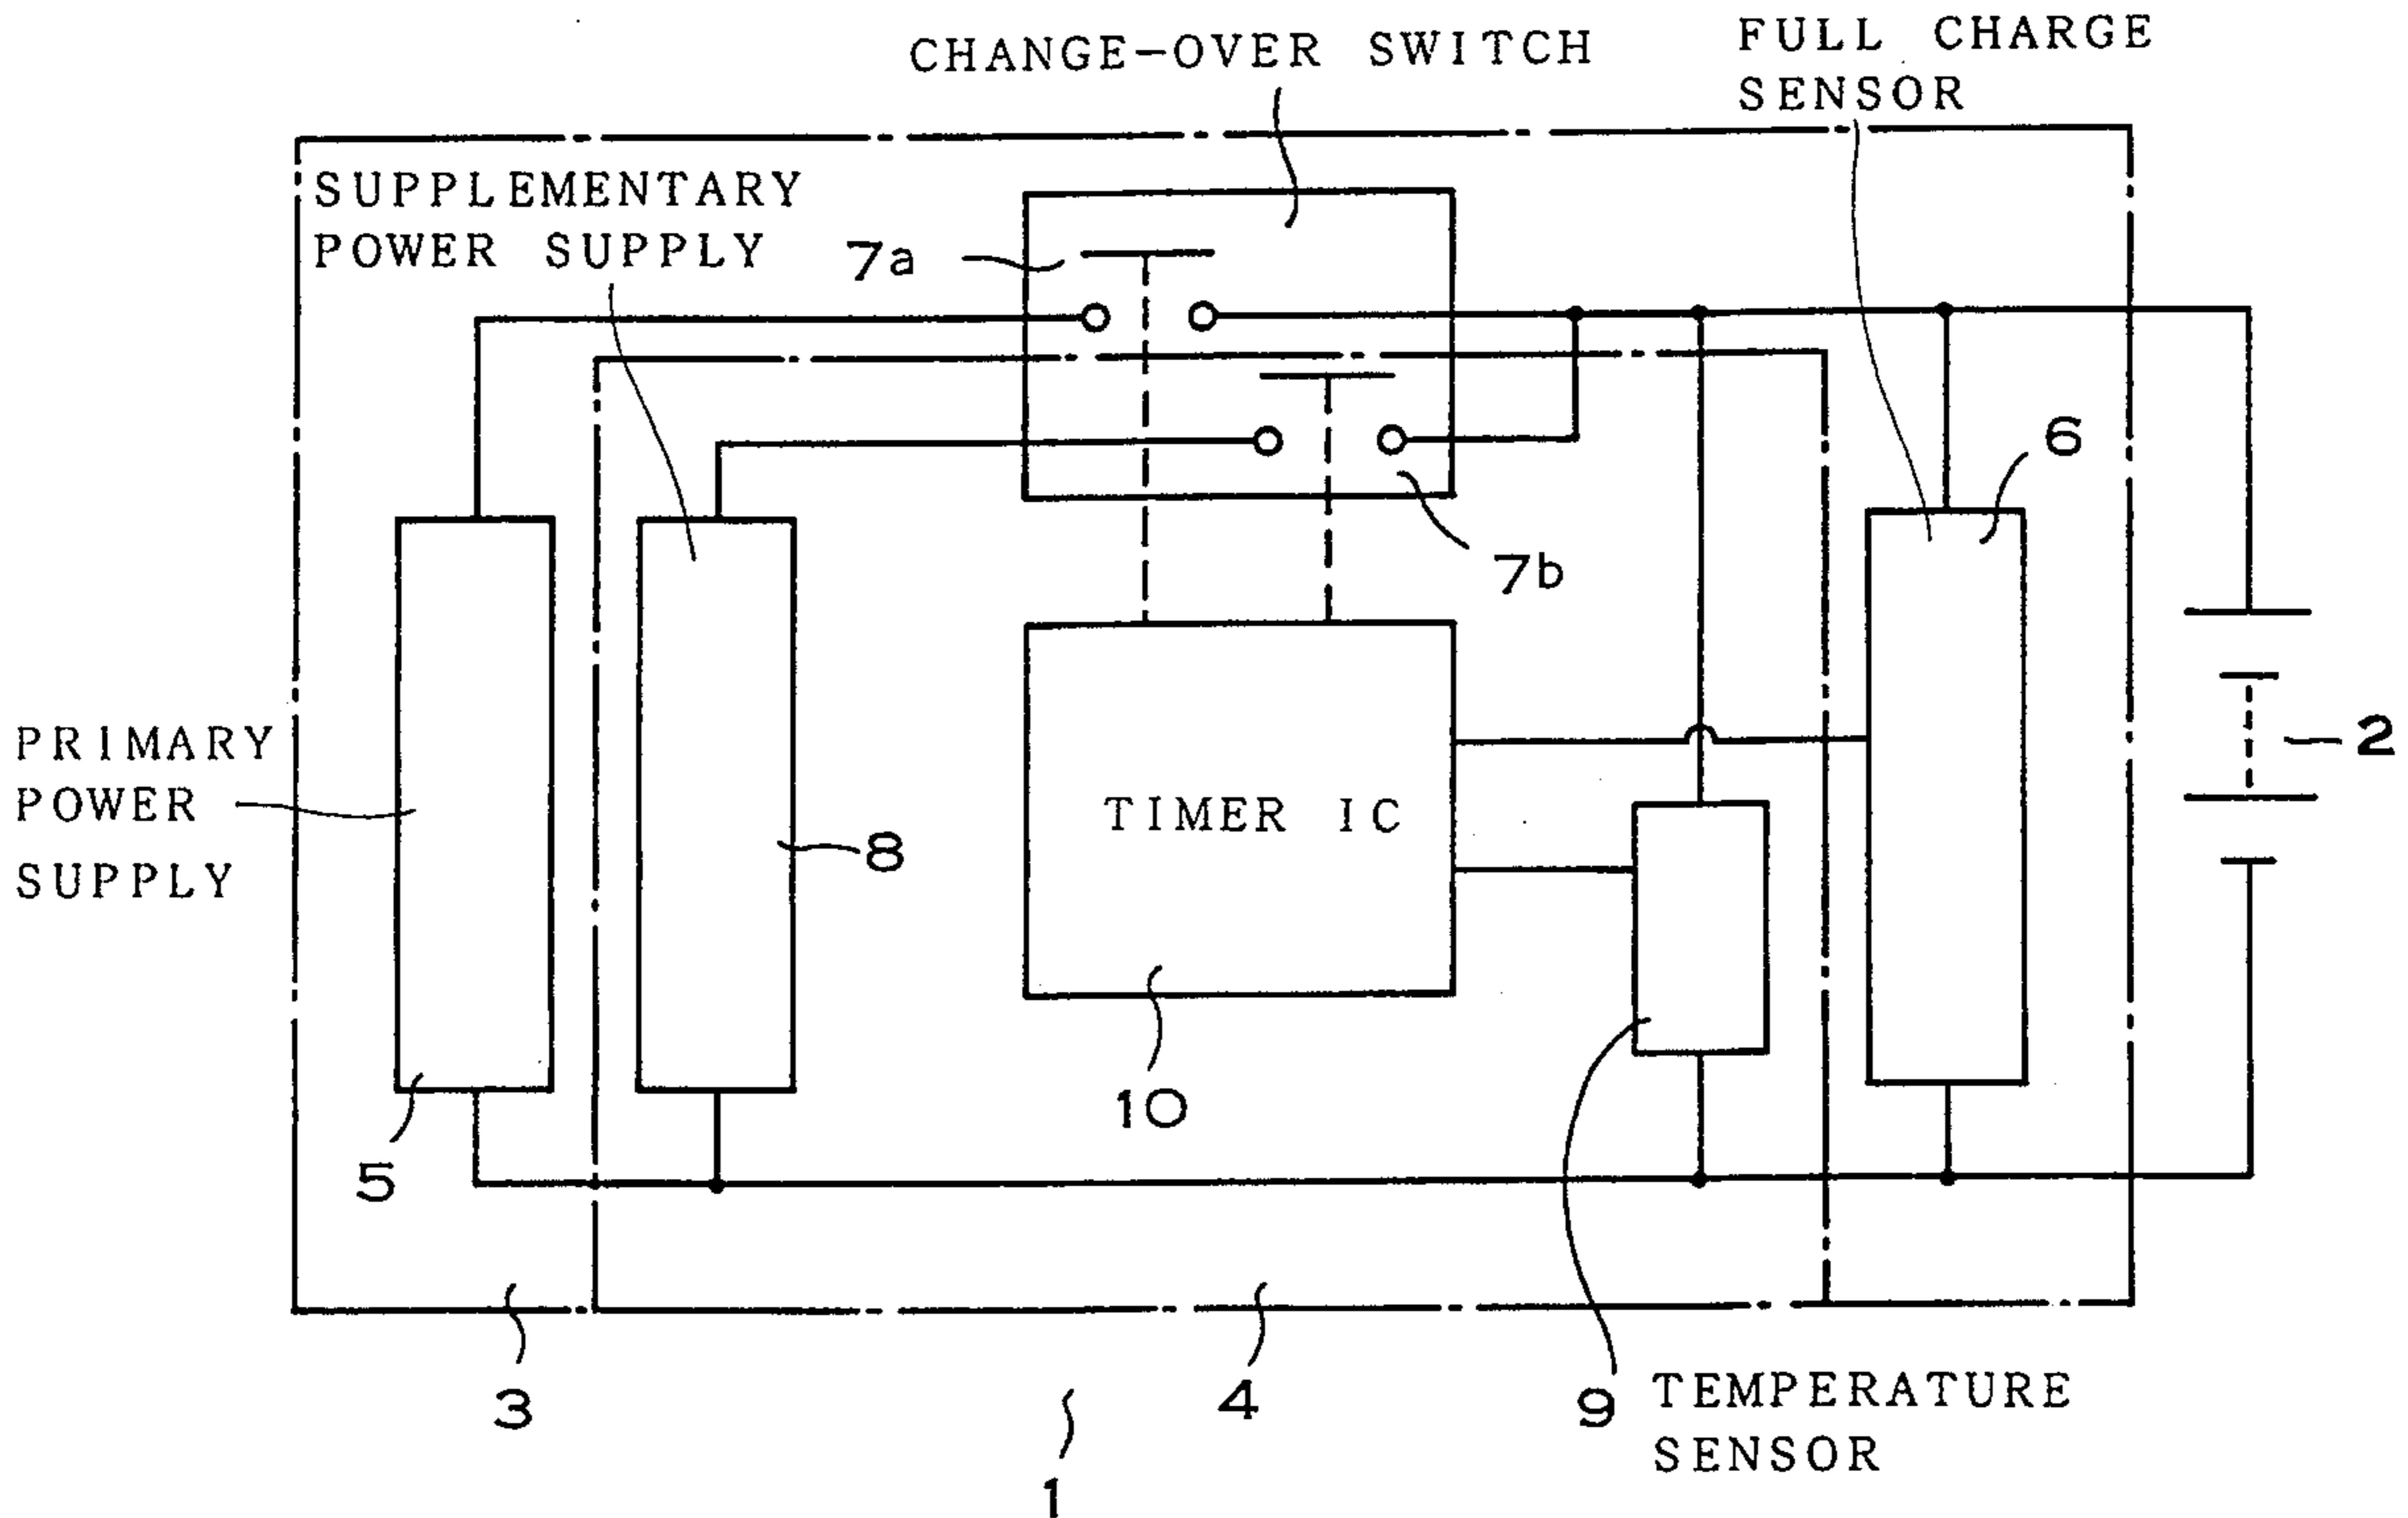 CHANGE-OVER SWITCH
FULL CHARGE
SENSOR
SUPPLEMENTARY
POWER SUPPLY
7a
6
7b
PRIMARY
POWER
SUPPLY
2
TIMER IC
8
10
5
3
4
9
TEMPERATURE
SENSOR
1